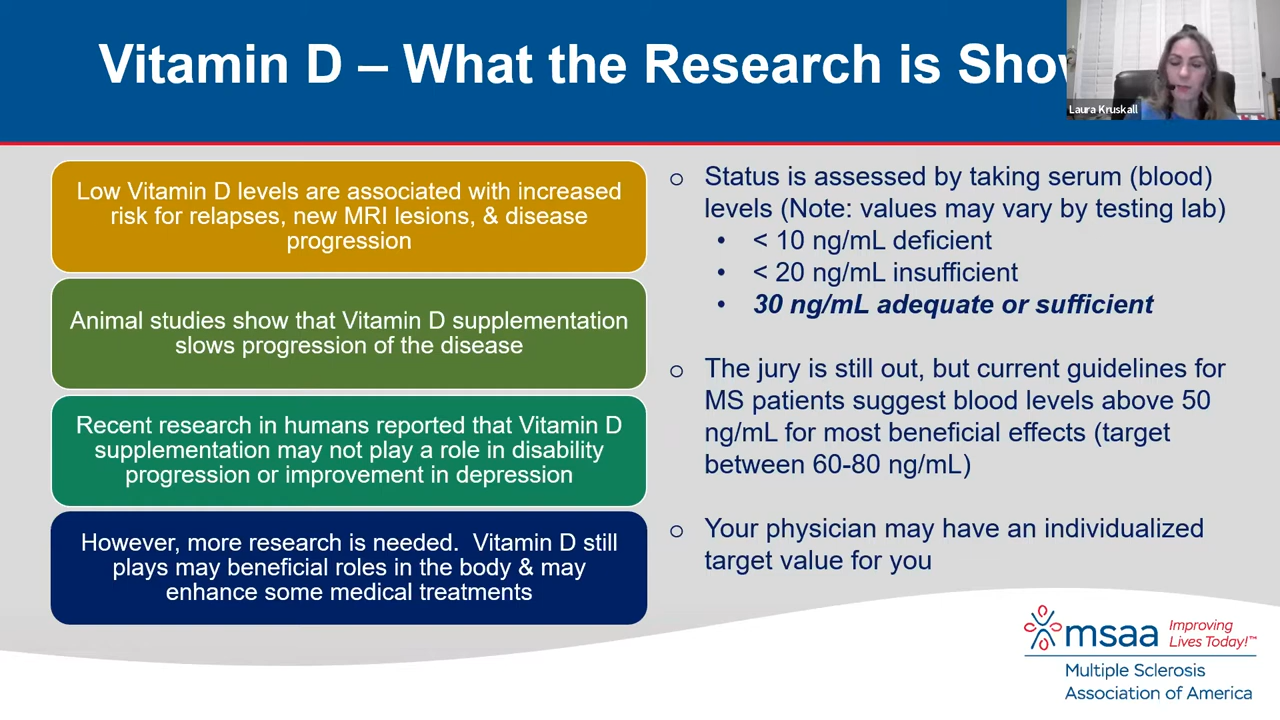 Vitamin D – What the Research is Show
Laura Kruskall
Low Vitamin D levels are associated with increased
risk for relapses, new MRI lesions, & disease
progression
Animal studies show that Vitamin D supplementation
slows progression of the disease
Recent research in humans reported that Vitamin D
supplementation may not play a role in disability
progression or improvement in depression
However, more research is needed.  Vitamin D still
plays may beneficial roles in the body & may
enhance some medical treatments
o Status is assessed by taking serum (blood)
levels (Note: values may vary by testing lab)
• < 10 ng/mL deficient
• < 20 ng/mL insufficient
• 30 ng/mL adequate or sufficient
o The jury is still out, but current guidelines for
MS patients suggest blood levels above 50
ng/mL for most beneficial effects (target
between 60-80 ng/mL)
o Your physician may have an individualized
target value for you
msaa
Improving
Lives Today!™
Multiple Sclerosis
Association of America